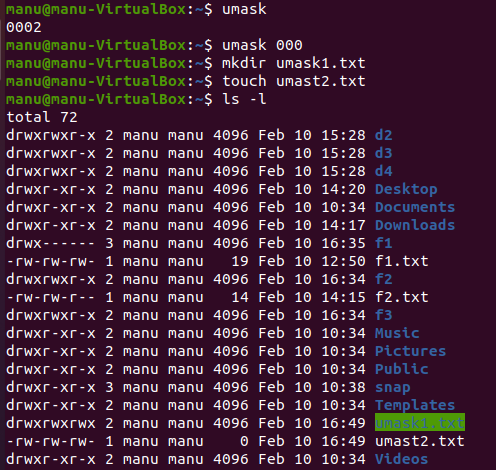 manu@manu-VirtualBox:~$ umask
0002
manu@manu-VirtualBox:~$ umask 000
manu@manu-VirtualBox:~$ mkdir umask1.txt
manu@manu-VirtualBox:~$ touch umast2.txt
manu@manu-VirtualBox:~$ ls -l
total 72
drwxrwxr-x 2 manu manu 4096 Feb 10 15:28 d2
drwxrwxr-x 2 manu manu 4096 Feb 10 15:28 d3
drwxrwxr-x 2 manu manu 4096 Feb 10 15:28 d4
drwxr-xr-x 2 manu manu 4096 Feb 10 14:20 Desktop
drwxr-xr-x 2 manu manu 4096 Feb 10 10:34 Documents
drwxr-xr-x 2 manu manu 4096 Feb 10 14:17 Downloads
drwx------ 3 manu manu 4096 Feb 10 16:35 f1
-rw-rw-rw- 1 manu manu   19 Feb 10 12:50 f1.txt
drwxrwxr-x 2 manu manu 4096 Feb 10 16:34 f2
-rw-rw-r-- 1 manu manu   14 Feb 10 14:15 f2.txt
drwxrwxr-x 2 manu manu 4096 Feb 10 16:34 f3
drwxr-xr-x 2 manu manu 4096 Feb 10 10:34 Music
drwxr-xr-x 2 manu manu 4096 Feb 10 10:34 Pictures
drwxr-xr-x 2 manu manu 4096 Feb 10 10:34 Public
drwxr-xr-x 3 manu manu 4096 Feb 10 10:38 snap
drwxr-xr-x 2 manu manu 4096 Feb 10 10:34 Templates
drwxrwxrwx 2 manu manu 4096 Feb 10 16:49 umask1.txt
-rw-rw-rw- 1 manu manu    0 Feb 10 16:49 umast2.txt
drwxr-xr-x 2 manu manu 4096 Feb 10 10:34 Videos